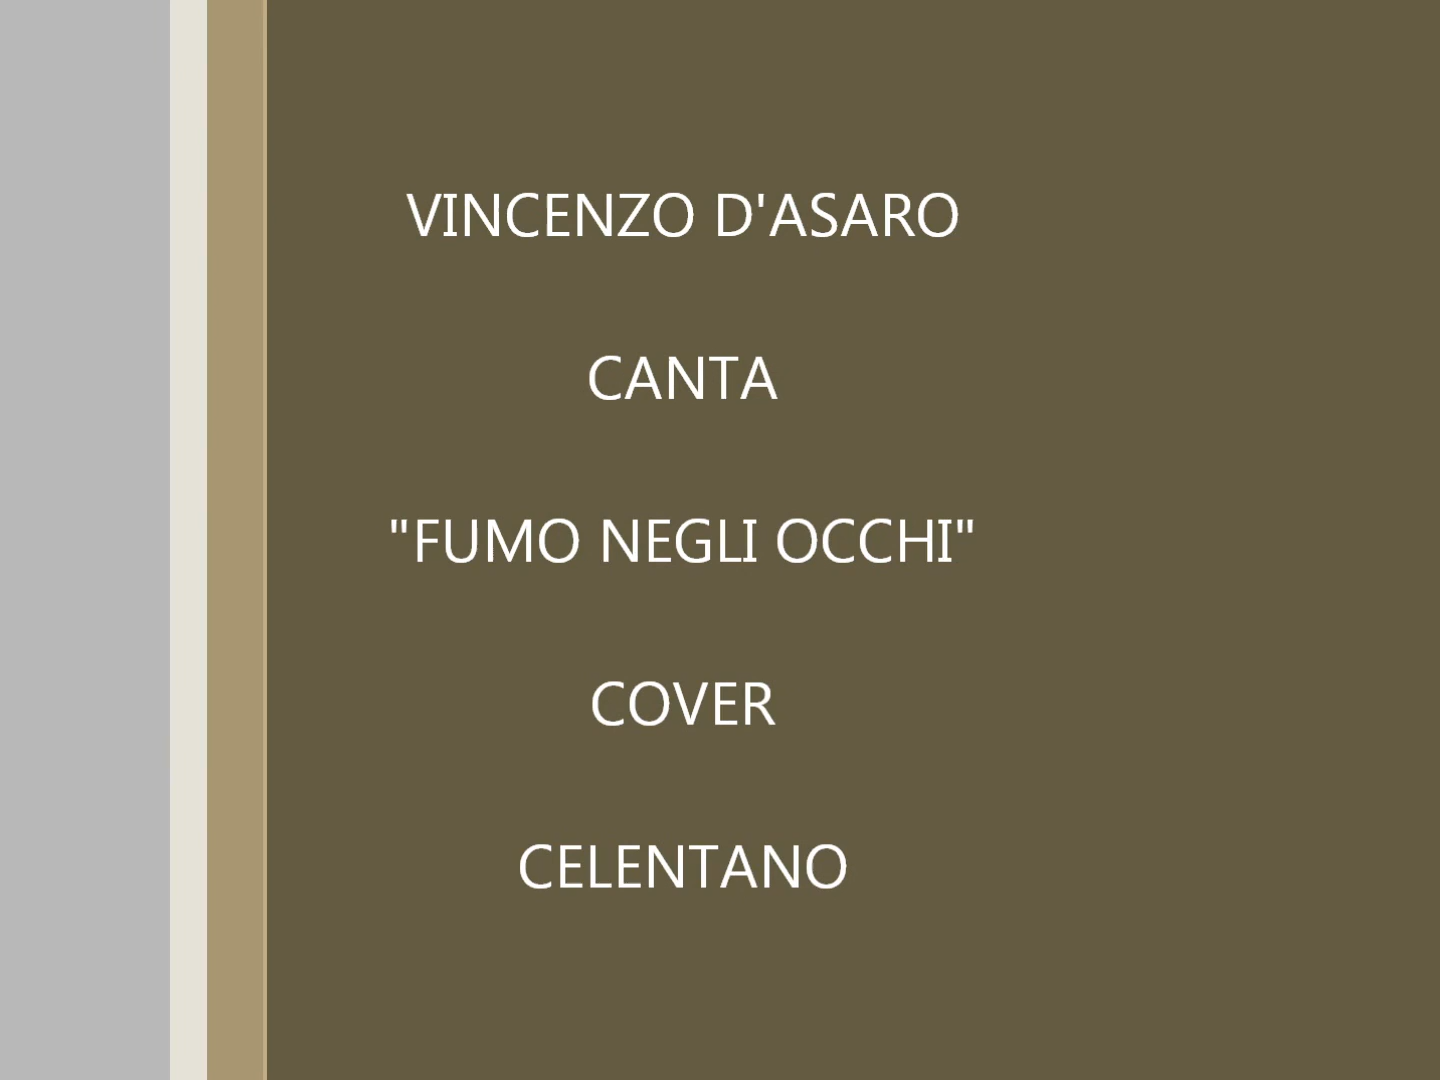 VINCENZO D'ASARO
CANTA
"FUMO NEGLI OCCHI"
COVER
CELENTANO